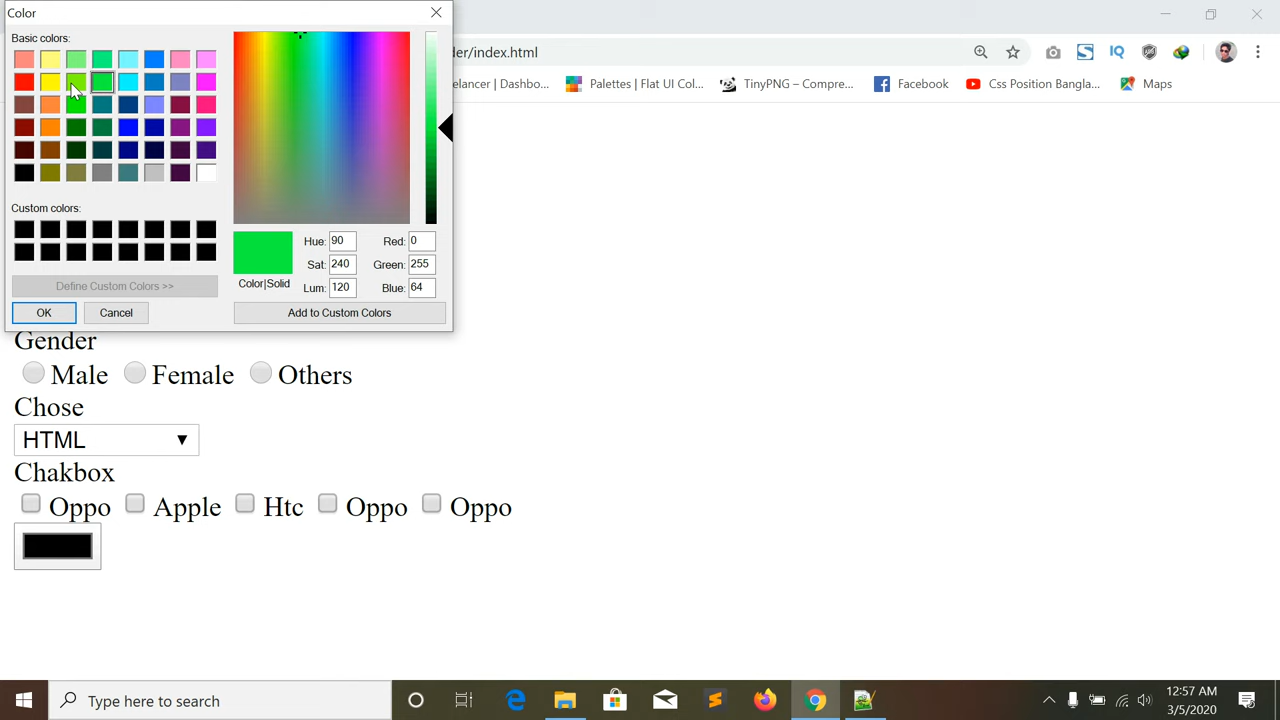 Color
Basic colors:
Custom colors:
Define Custom Colors >>
OK Cancel
Hue: 90 Red: 0
Sat: 240 Green: 255
Color|Solid Lum: 120 Blue: 64
Add to Custom Colors
der/index.html
IQ
elancer | Dashbo... Palettes | Flat UI Col... TinyPNG – Compre... Facebook Css Position Bangla... Maps
Gender
Male Female Others
Chose
HTML
Chakbox
Oppo Apple Htc Oppo Oppo
Type here to search
12:57 AM
3/5/2020